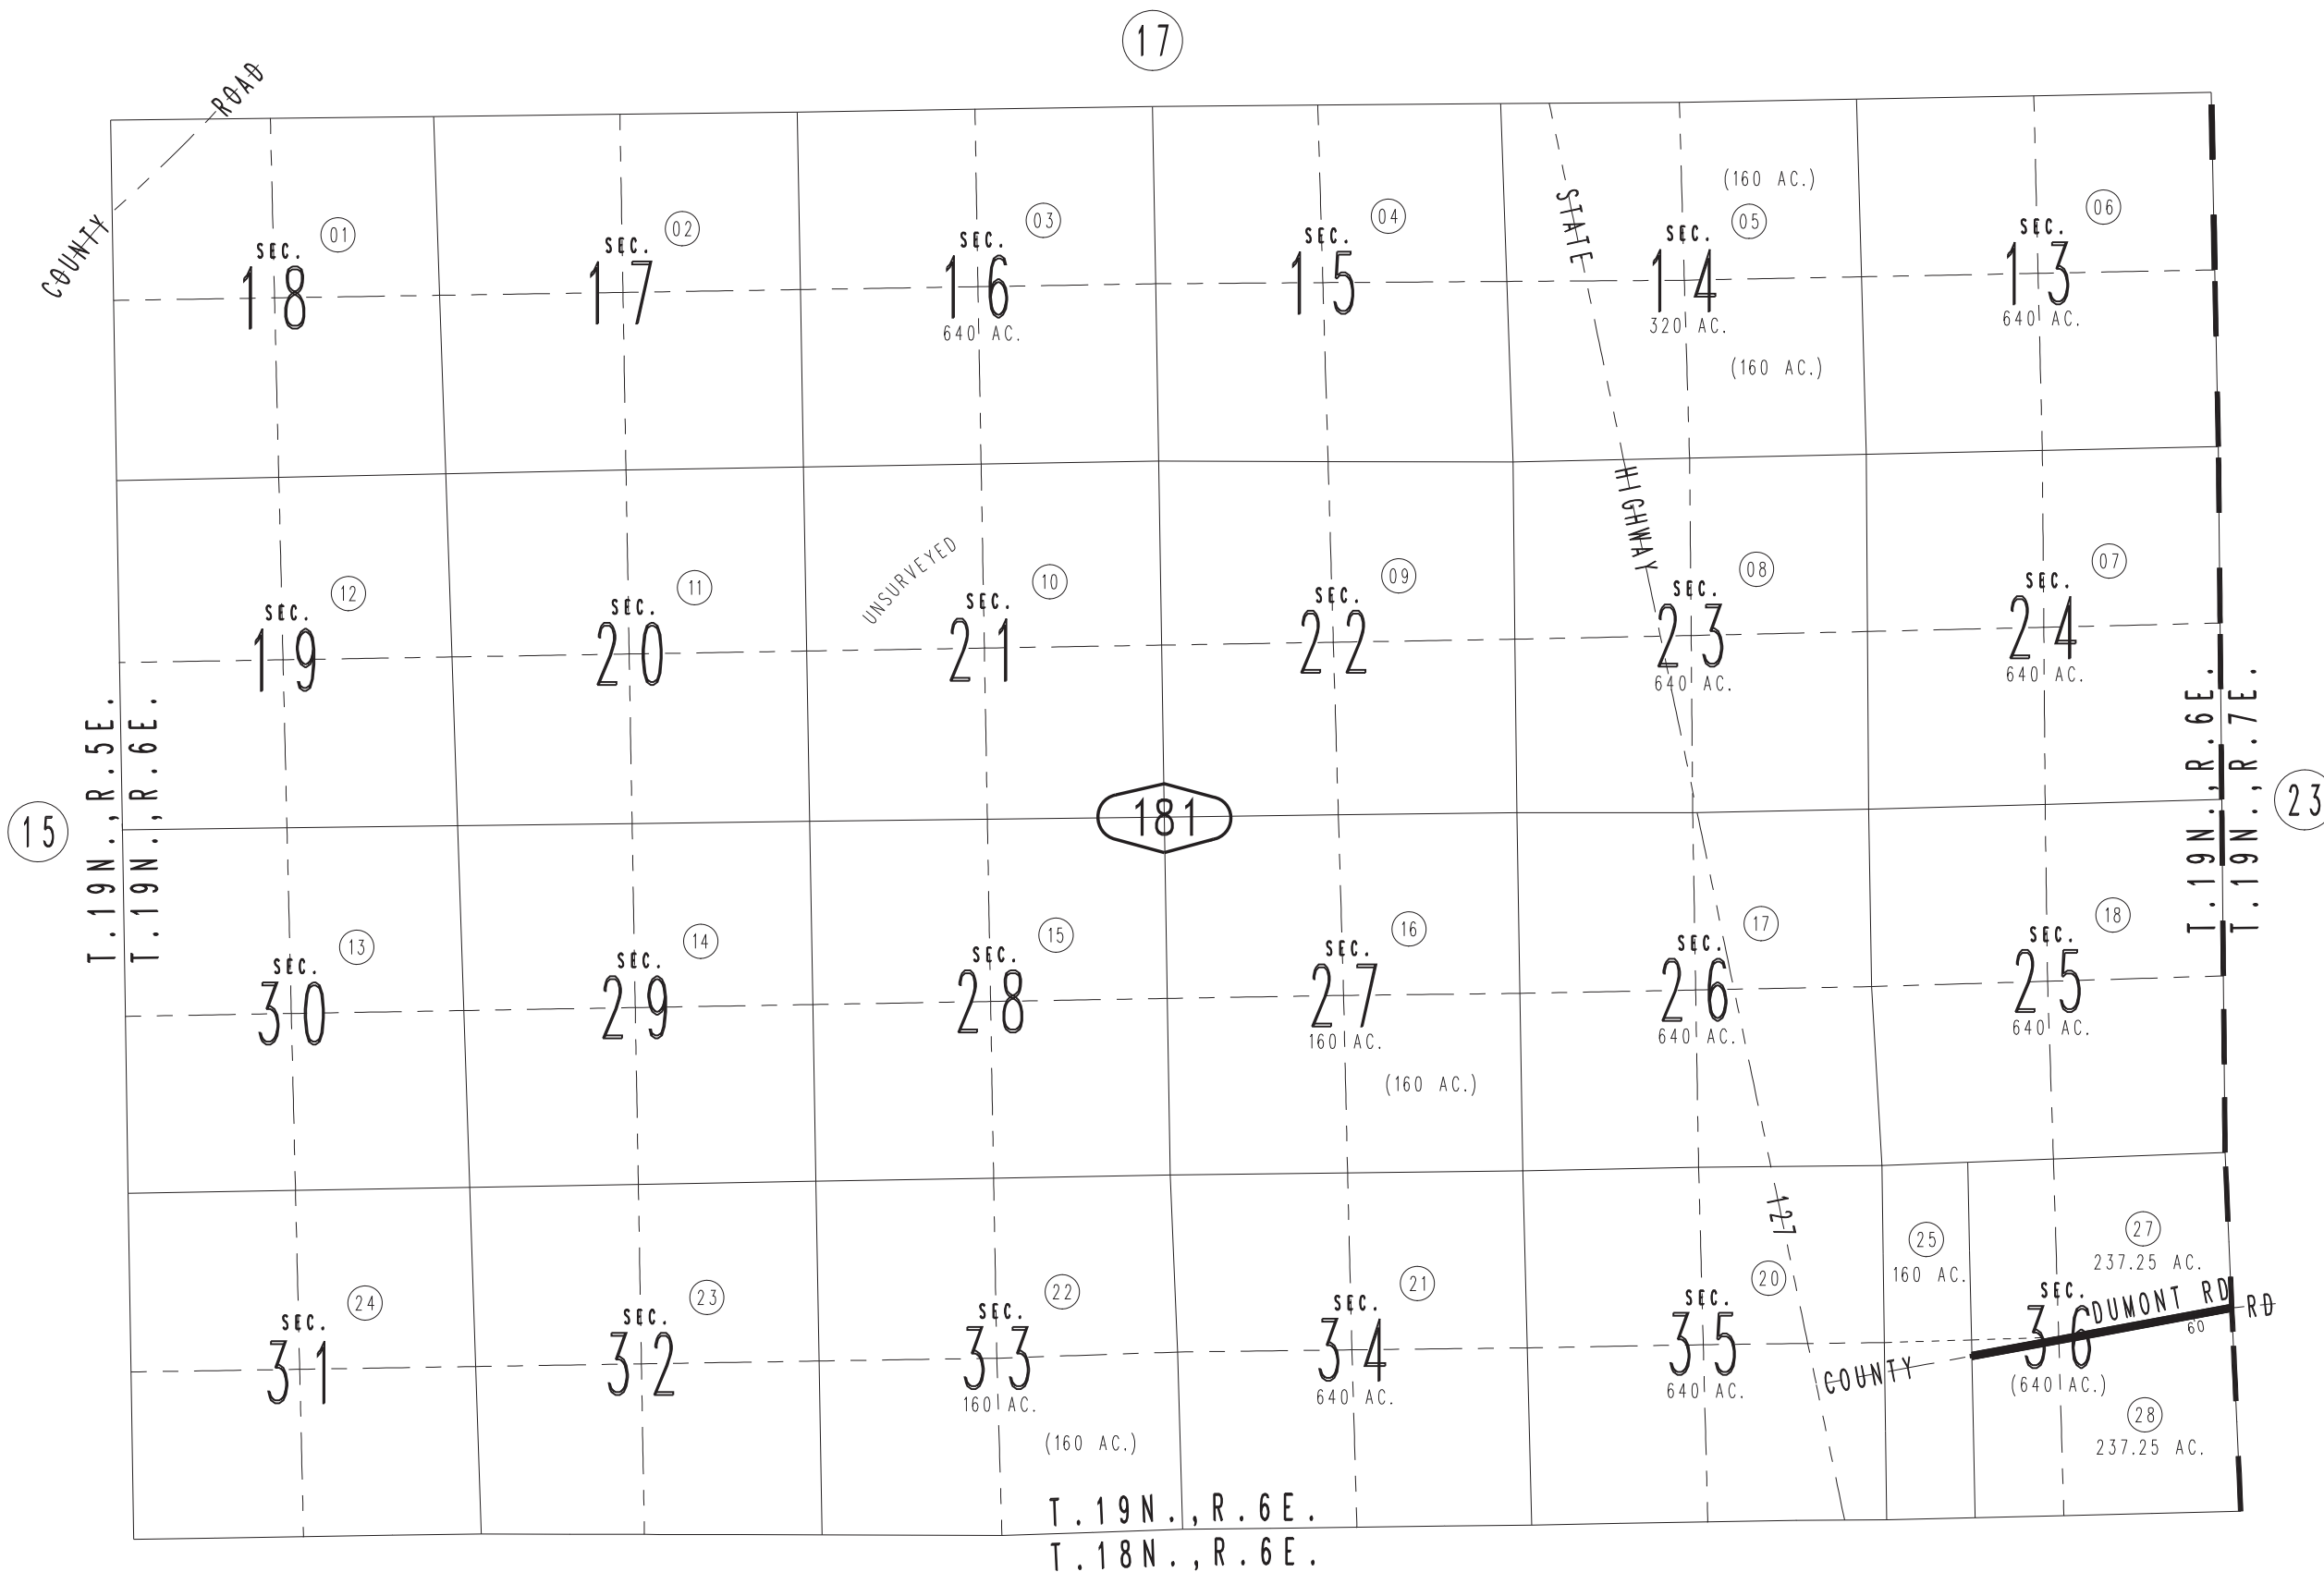 17
COUNTY ROAD
SEC. 01
18
SEC. 02
17
SEC. 03
16
640 AC.
SEC. 04
15
STATE HIGHWAY 127
(160 AC.)
SEC. 05
14
320 AC.
(160 AC.)
SEC. 06
13
640 AC.
SEC. 12
19
SEC. 11
20
UNSURVEYED
SEC. 10
21
SEC. 09
22
SEC. 08
23
640 AC.
SEC. 07
24
640 AC.
15
T.19N.,R.5E.
T.19N.,R.6E.
181
T.19N.,R.6E.
T.19N.,R.7E.
23
SEC. 13
30
SEC. 14
29
SEC. 15
28
SEC. 16
27
160 AC.
(160 AC.)
SEC. 17
26
640 AC.
SEC. 18
25
640 AC.
SEC. 24
31
SEC. 23
32
SEC. 22
33
160 AC.
(160 AC.)
SEC. 21
34
640 AC.
SEC. 20
35
640 AC.
25
160 AC.
27
237.25 AC.
SEC.
36
(640 AC.)
DUMONT RD
60
COUNTY RD
28
237.25 AC.
T.19N.,R.6E.
T.18N.,R.6E.